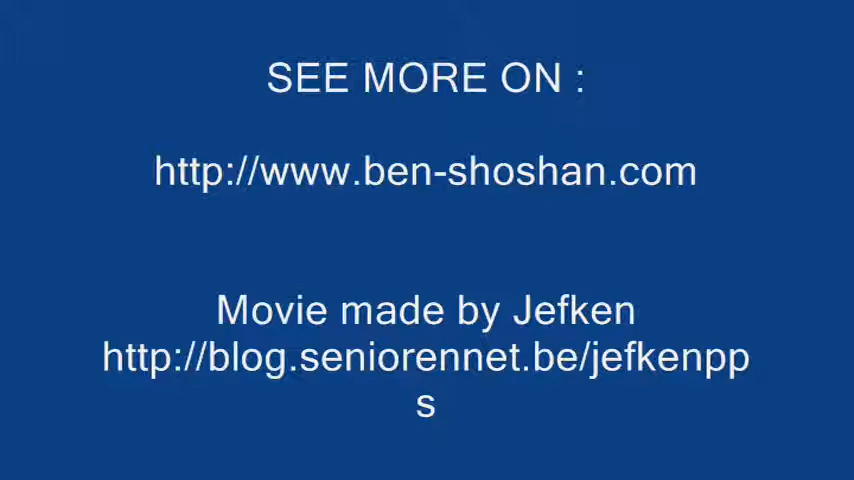 SEE MORE ON :
http://www.ben-shoshan.com
Movie made by Jefken
http://blog.seniorennet.be/jefkenpp
s